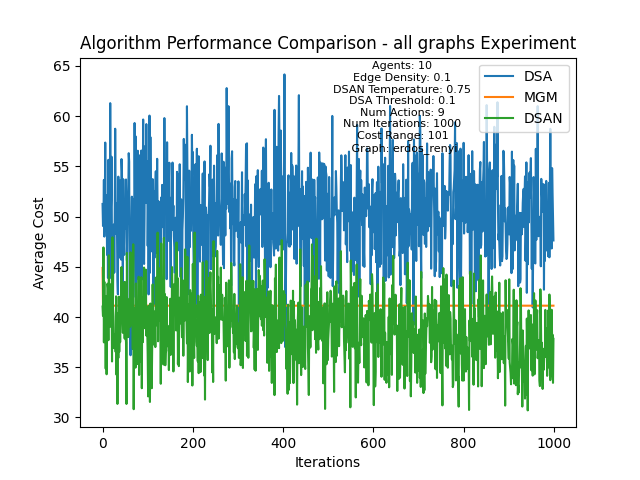 Algorithm Performance Comparison - all graphs Experiment
Agents: 10
Edge Density: 0.1
DSAN Temperature: 0.75
DSA Threshold: 0.1
Num Actions: 9
Num Iterations: 1000
Cost Range: 101
Graph: erdos_renyi
DSA
MGM
DSAN
Average Cost
65
60
55
50
45
40
35
30
0
200
400
600
800
1000
Iterations